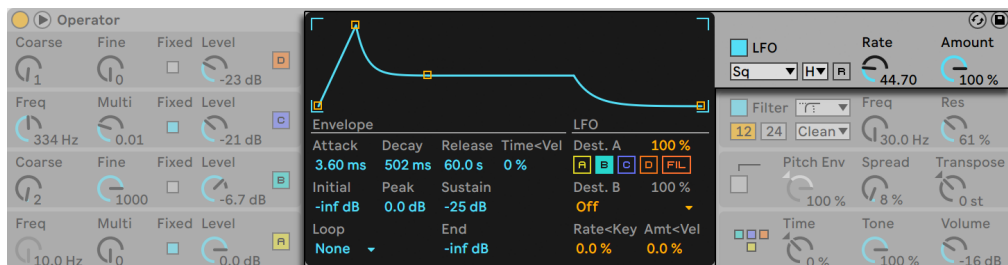 Operator
Coarse Fine Fixed Level
1 0 -23 dB D
Freq Multi Fixed Level
334 Hz 0.01 -21 dB C
Coarse Fine Fixed Level
2 1000 -6.7 dB B
Freq Multi Fixed Level
10.0 Hz 0 0.0 dB A
Envelope
Attack Decay Release Time<Vel
3.60 ms 502 ms 60.0 s 0 %
Initial Peak Sustain
-inf dB 0.0 dB -25 dB
Loop End
None -inf dB
LFO
Dest. A 100 %
A B C D FIL
Dest. B 100 %
Off
Rate<Key Amt<Vel
0.0 % 0.0 %
LFO Rate Amount
Sq H R 44.70 100 %
Filter Freq Res
12 24 Clean 30.0 Hz 61 %
Pitch Env Spread Transpose
100 % 8 % 0 st
Time Tone Volume
0 % 100 % -16 dB